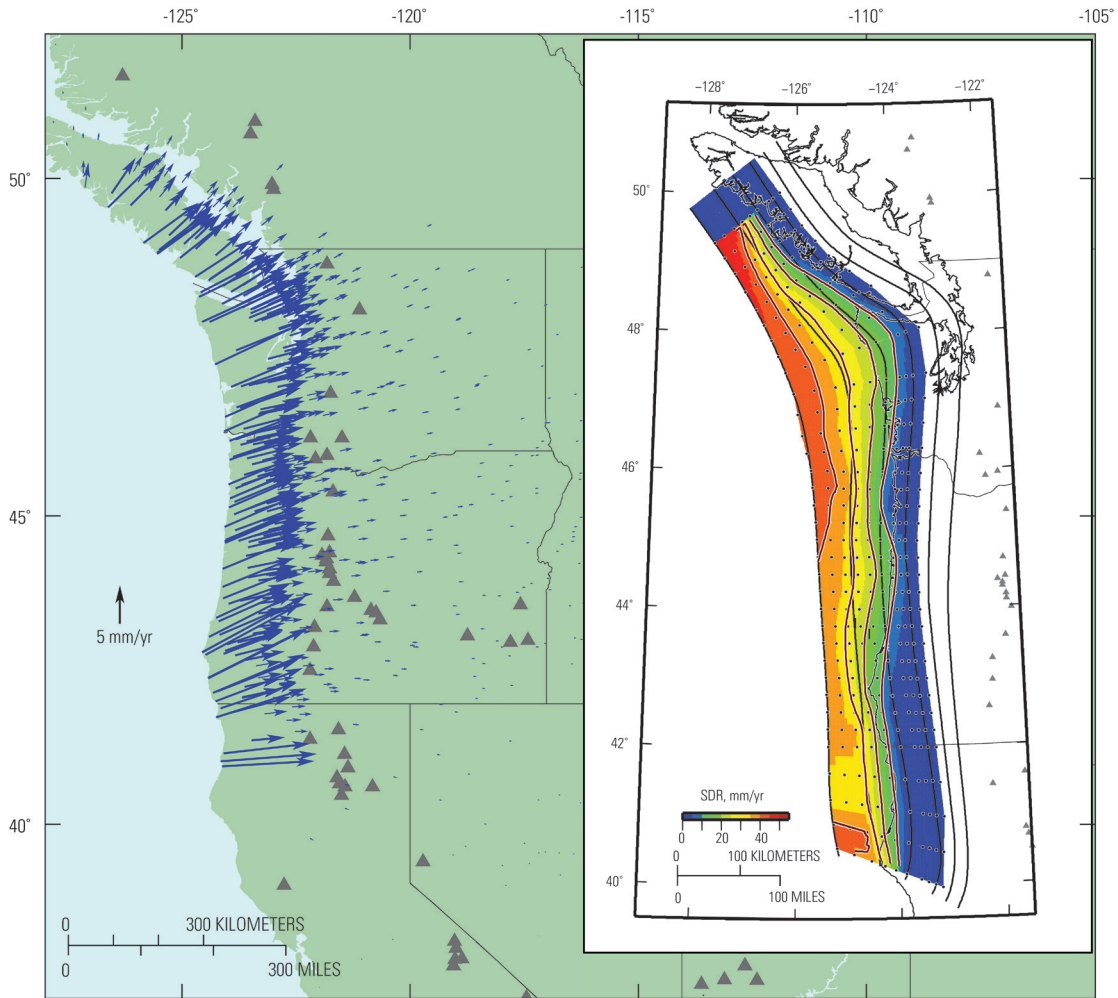 -125° -120° -115° -110° -105°
-128° -126° -124° -122°
50°
50°
48°
46°
45°
44°
5 mm/yr
42°
SDR, mm/yr
0 20 40
40°
0 100 KILOMETERS
0 100 MILES
40°
0 300 KILOMETERS
0 300 MILES